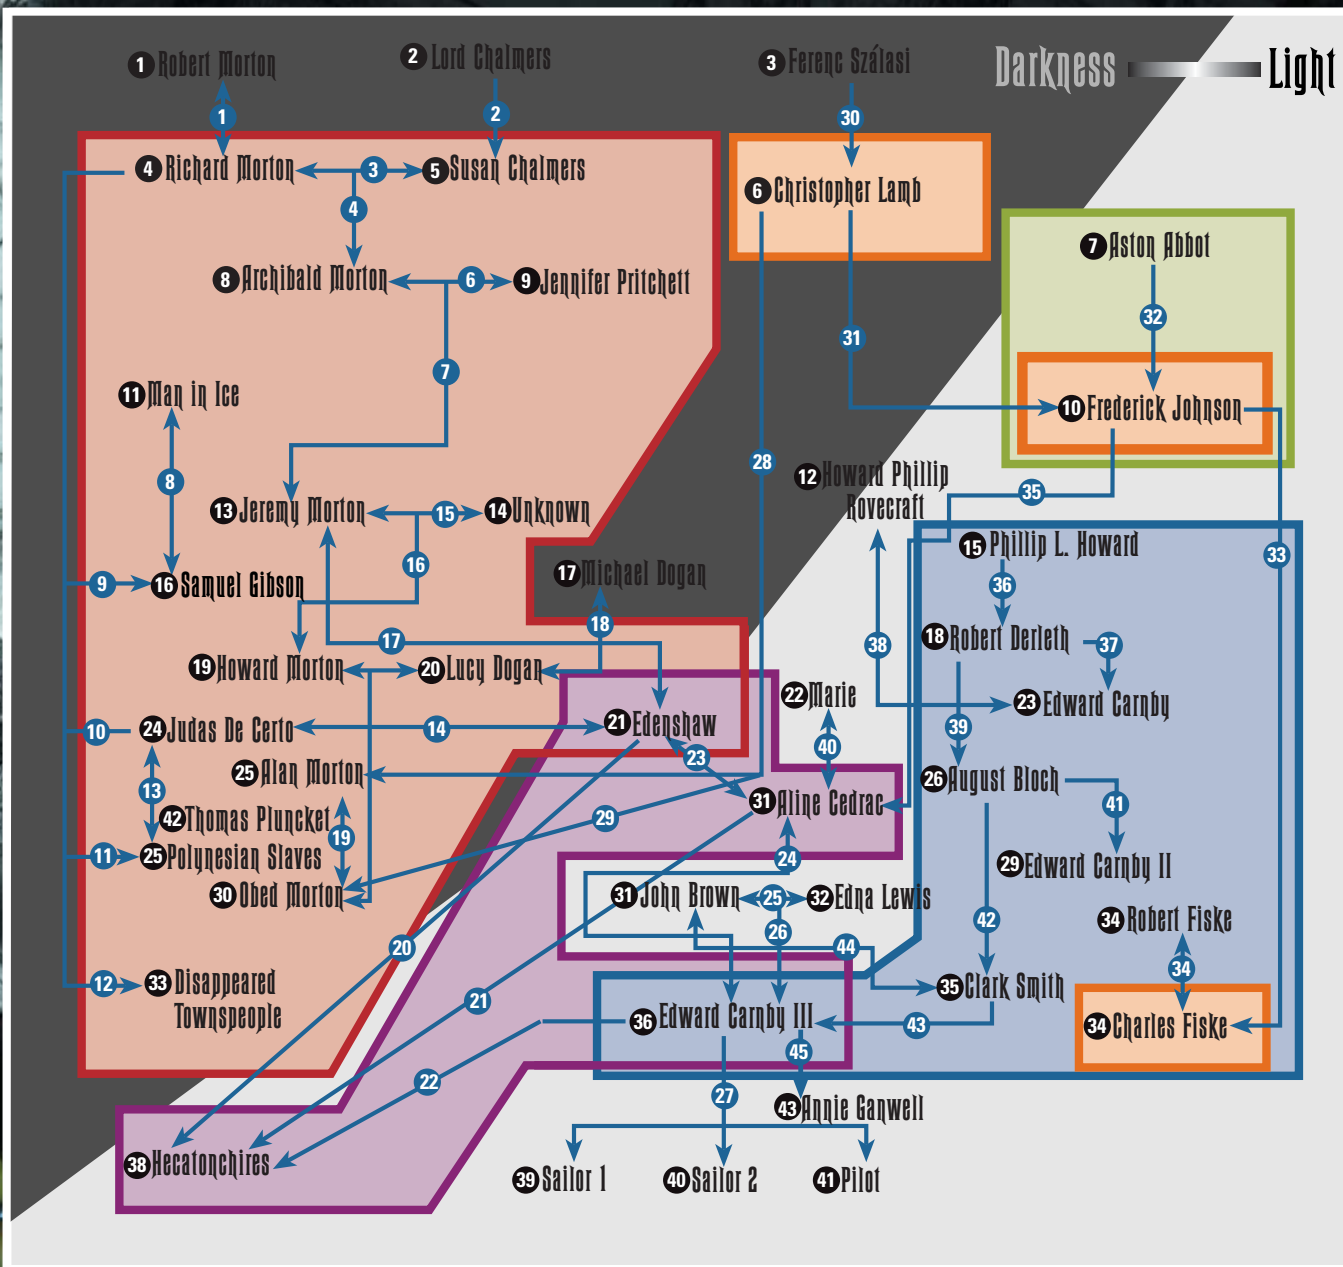 Darkness Light
1 Robert Morton
2 Lord Chalmers
3 Ferenc Szálasi
1
2
30
4 Richard Morton
3
5 Susan Chalmers
6 Christopher Lamb
4
7 Aston Abbot
8 Archibald Morton
6
9 Jennifer Pritchett
32
31
7
11 Man in Ice
10 Frederick Johnson
8
28
12 Howard Phillip
Rovecraft
35
13 Jeremy Morton
15
14 Unknown
15 Phillip L. Howard
33
16
17 Michael Dogan
36
9
16 Samuel Gibson
18
17
38
18 Robert Derleth
37
19 Howard Morton
20 Lucy Dogan
22 Marie
23 Edward Carnby
10
24 Judas De Certo
14
21 Edenshaw
39
40
23
25 Alan Morton
26 August Bloch
13
31 Aline Cedrac
41
42 Thomas Pluncket
29
19
11
25 Polynesian Slaves
24
29 Edward Carnby II
30 Obed Morton
31 John Brown
25
32 Edna Lewis
34 Robert Fiske
26
42
20
44
34
12
33 Disappeared
Townspeople
35 Clark Smith
21
36 Edward Carnby III
43
34 Charles Fiske
45
22
27
43 Annie Ganwell
38 Hecatonchires
39 Sailor 1
40 Sailor 2
41 Pilot